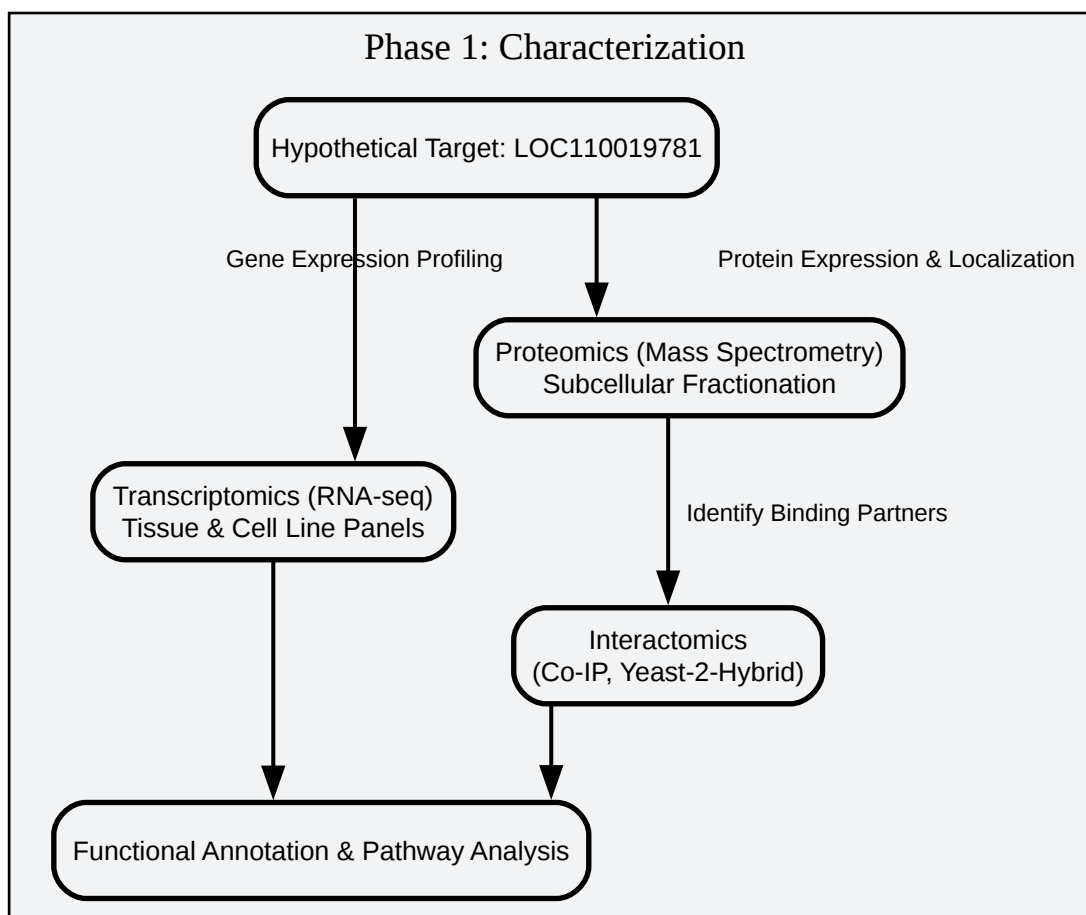 Phase 1: Characterization
Hypothetical Target: LOC110019781
Gene Expression Profiling
Protein Expression & Localization
Proteomics (Mass Spectrometry)
Subcellular Fractionation
Transcriptomics (RNA-seq)
Tissue & Cell Line Panels
Identify Binding Partners
Interactomics
(Co-IP, Yeast-2-Hybrid)
Functional Annotation & Pathway Analysis